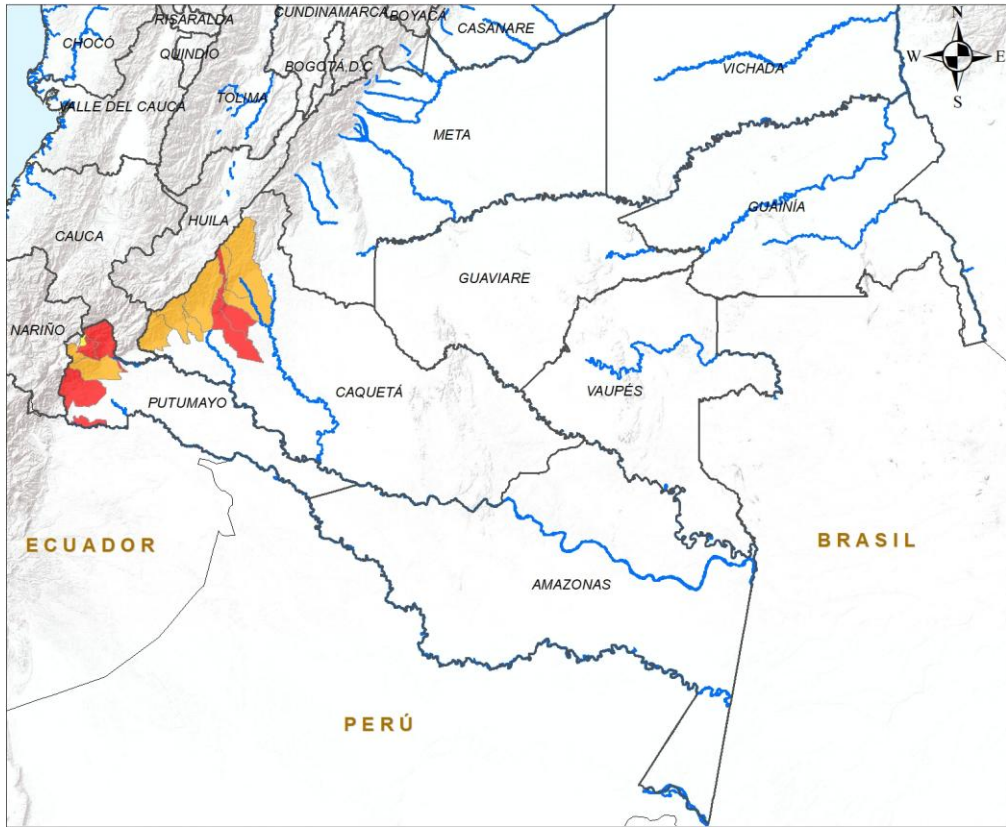 CUNDINAMARCA
BOYACÁ
RISARALDA
CASANARE
N
CHOCÓ
QUINDÍO
BOGOTÁ D.C
W
E
VICHADA
S
VALLE DEL CAUCA
TOLIMA
META
HUILA
GUAINÍA
CAUCA
GUAVIARE
NARIÑO
CAQUETÁ
VAUPÉS
PUTUMAYO
ECUADOR
BRASIL
AMAZONAS
PERÚ